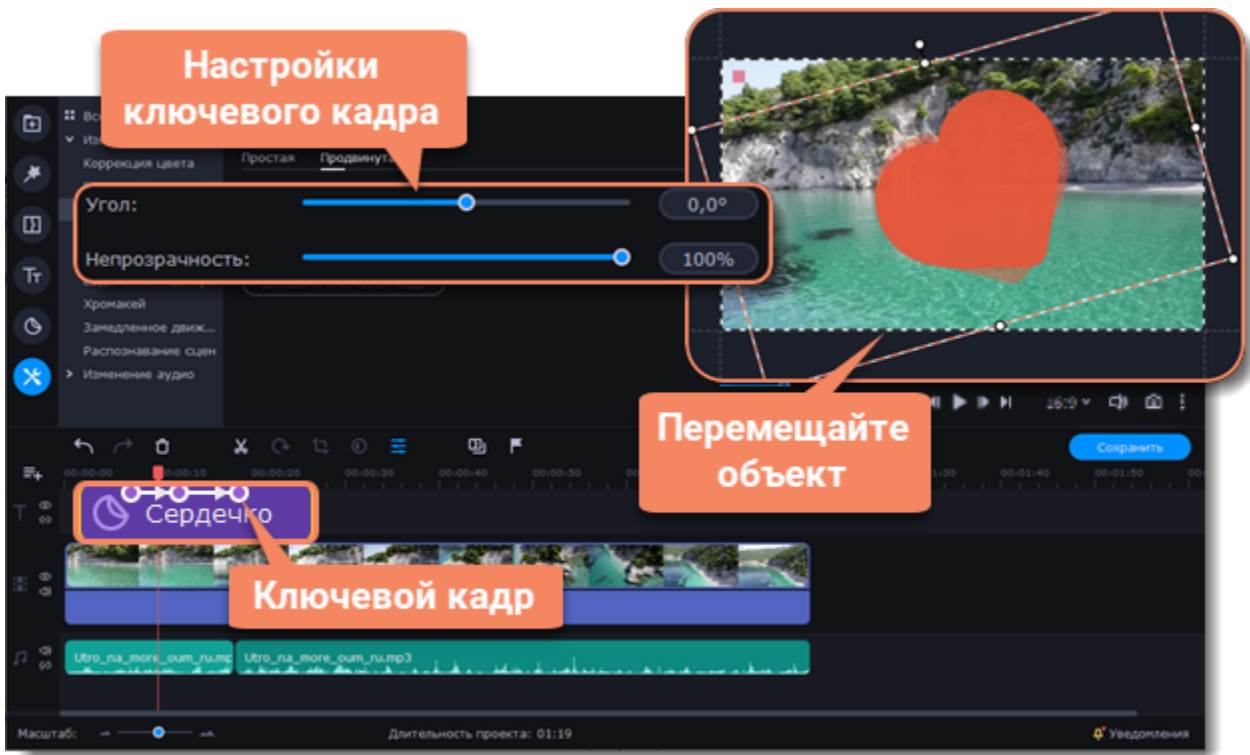 Настройки
ключевого кадра
Коррекция цвета
Простая
Угол:
0,0°
Непрозрачность:
100%
Хромакей
Замедленное движ...
Распознавание сцен
Изменение аудио
Перемещайте
объект
16:9
Сохранить
00:00:00
00:00:10
00:00:20
00:00:30
00:00:40
00:00:50
00:01:40
00:01:50
Сердечко
Ключевой кадр
Utro_na_more_oum_ru.mp
Utro_na_more_oum_ru.mp3
Масштаб:
Длительность проекта: 01:19
Уведомления